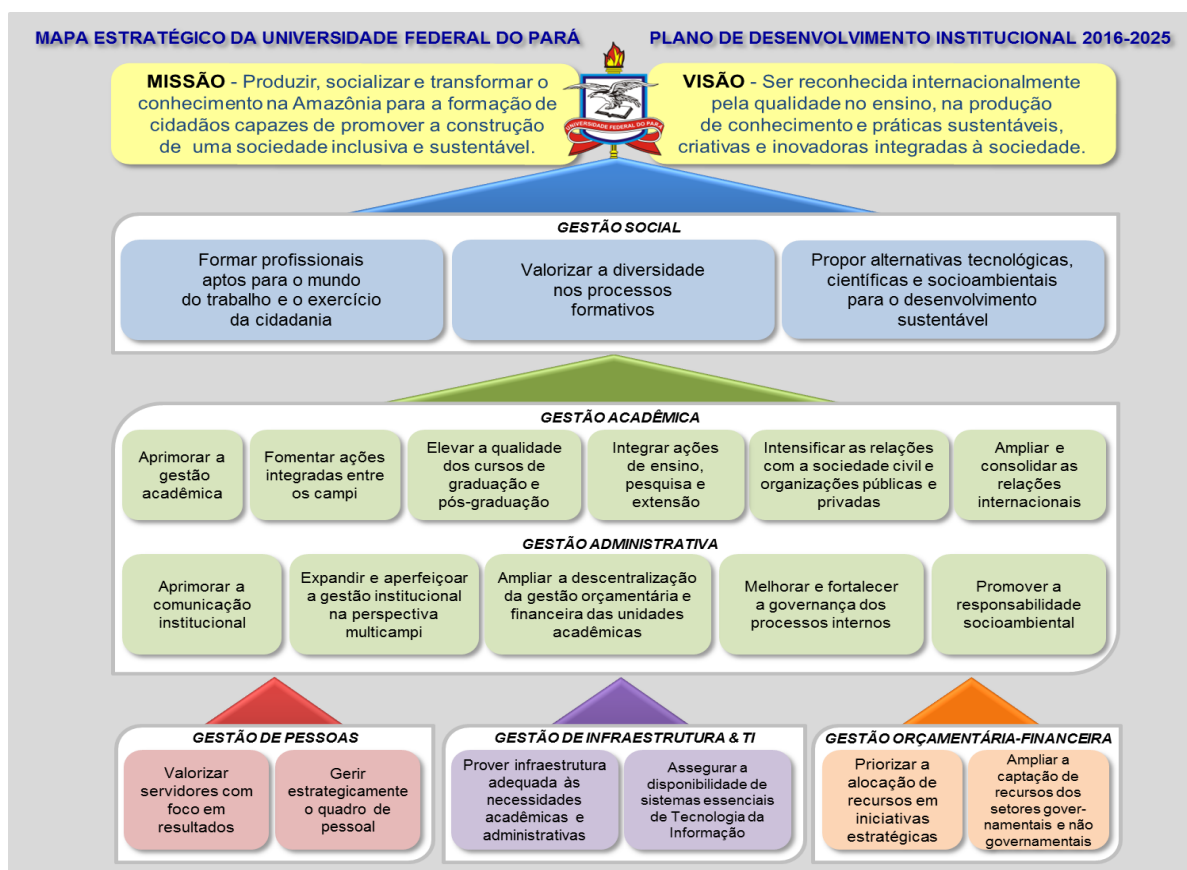 MAPA ESTRATÉGICO DA UNIVERSIDADE FEDERAL DO PARÁ
PLANO DE DESENVOLVIMENTO INSTITUCIONAL 2016-2025
MISSÃO - Produzir, socializar e transformar o
conhecimento na Amazônia para a formação de
cidadãos capazes de promover a construção
de uma sociedade inclusiva e sustentável.
UNIVERSIDADE FEDERAL DO PARÁ
VISÃO - Ser reconhecida internacionalmente
pela qualidade no ensino, na produção
de conhecimento e práticas sustentáveis,
criativas e inovadoras integradas à sociedade.
GESTÃO SOCIAL
Formar profissionais
aptos para o mundo
do trabalho e o exercício
da cidadania
Valorizar a diversidade
nos processos
formativos
Propor alternativas tecnológicas,
científicas e socioambientais
para o desenvolvimento
sustentável
GESTÃO ACADÊMICA
Aprimorar a
gestão
acadêmica
Fomentar ações
integradas entre
os campi
Elevar a qualidade
dos cursos de
graduação e
pós-graduação
Integrar ações
de ensino,
pesquisa e
extensão
Intensificar as relações
com a sociedade civil e
organizações públicas e
privadas
Ampliar e
consolidar as
relações
internacionais
GESTÃO ADMINISTRATIVA
Aprimorar a
comunicação
institucional
Expandir e aperfeiçoar
a gestão institucional
na perspectiva
multicampi
Ampliar a descentralização
da gestão orçamentária e
financeira das unidades
acadêmicas
Melhorar e fortalecer
a governança dos
processos internos
Promover a
responsabilidade
socioambiental
GESTÃO DE PESSOAS
Valorizar
servidores com
foco em
resultados
Gerir
estrategicamente
o quadro de
pessoal
GESTÃO DE INFRAESTRUTURA & TI
Prover infraestrutura
adequada às
necessidades
acadêmicas e
administrativas
Assegurar a
disponibilidade de
sistemas essenciais
de Tecnologia da
Informação
GESTÃO ORÇAMENTÁRIA-FINANCEIRA
Priorizar a
alocação de
recursos em
iniciativas
estratégicas
Ampliar a
captação de
recursos dos
setores gover-
namentais e não
governamentais